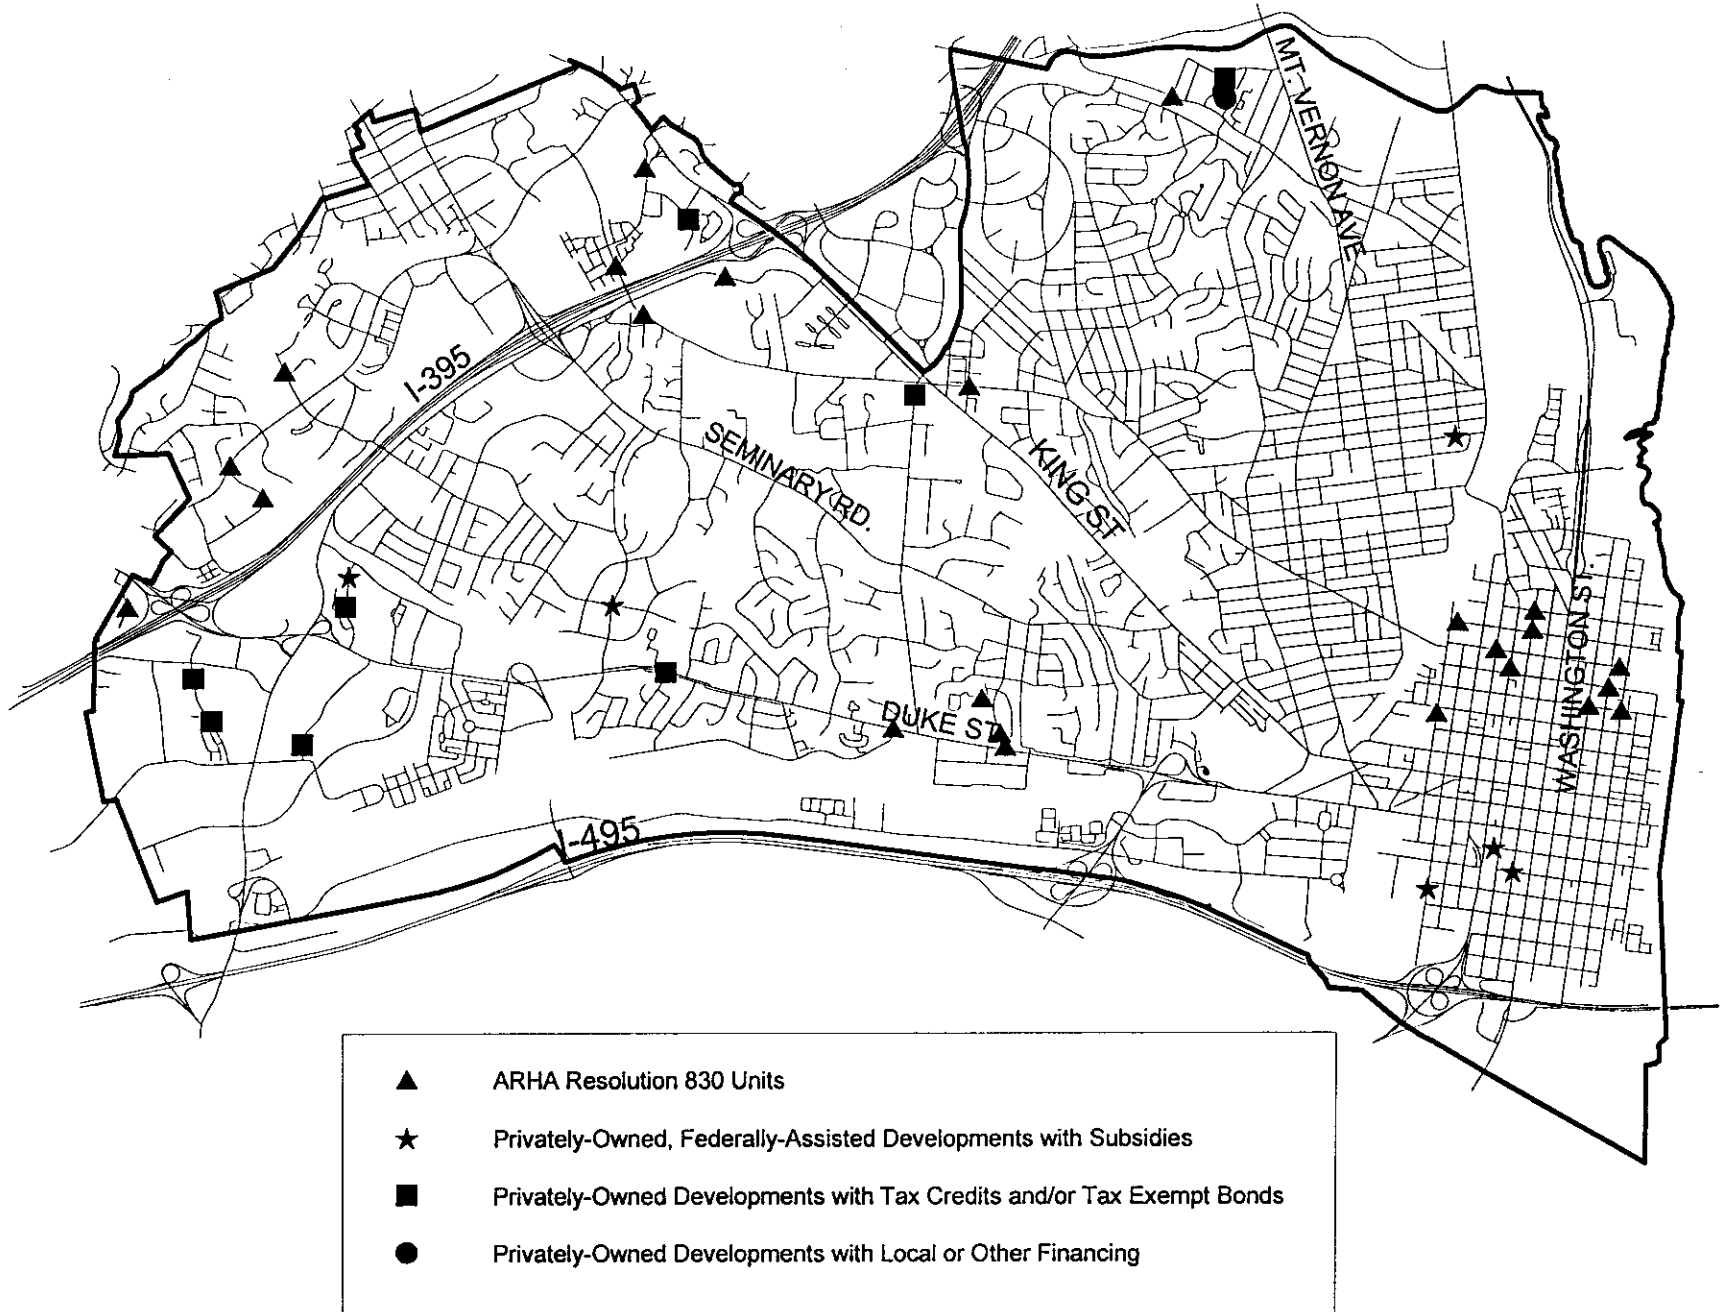 MT. VERNON AVE
I-395
SEMINARY RD.
KING ST
WASHINGTON ST.
DUKE ST.
I-495
ARHA Resolution 830 Units
Privately-Owned, Federally-Assisted Developments with Subsidies
Privately-Owned Developments with Tax Credits and/or Tax Exempt Bonds
Privately-Owned Developments with Local or Other Financing